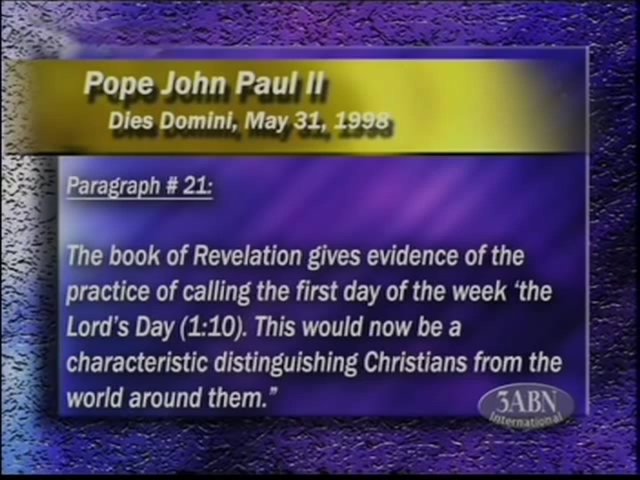 Pope John Paul II
Dies Domini, May 31, 1998
Paragraph # 21:
The book of Revelation gives evidence of the
practice of calling the first day of the week ‘the
Lord’s Day (1:10). This would now be a
characteristic distinguishing Christians from the
world around them.”
3ABN
International